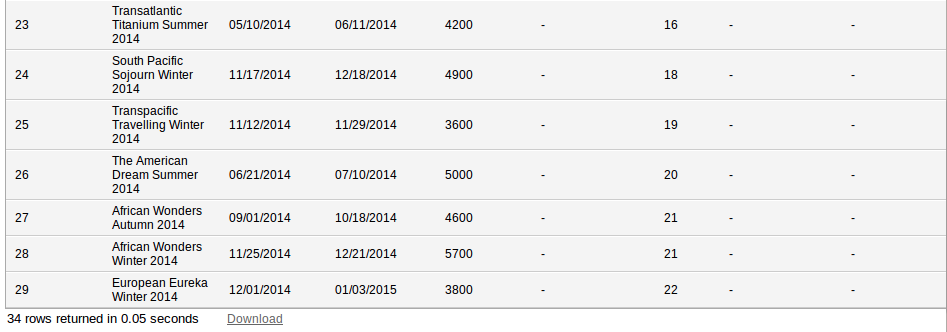 23 Transatlantic Titanium Summer 2014 05/10/2014 06/11/2014 4200 - 16 - -
24 South Pacific Sojourn Winter 2014 11/17/2014 12/18/2014 4900 - 18 - -
25 Transpacific Travelling Winter 2014 11/12/2014 11/29/2014 3600 - 19 - -
26 The American Dream Summer 2014 06/21/2014 07/10/2014 5000 - 20 - -
27 African Wonders Autumn 2014 09/01/2014 10/18/2014 4600 - 21 - -
28 African Wonders Winter 2014 11/25/2014 12/21/2014 5700 - 21 - -
29 European Eureka Winter 2014 12/01/2014 01/03/2015 3800 - 22 - -
34 rows returned in 0.05 seconds Download